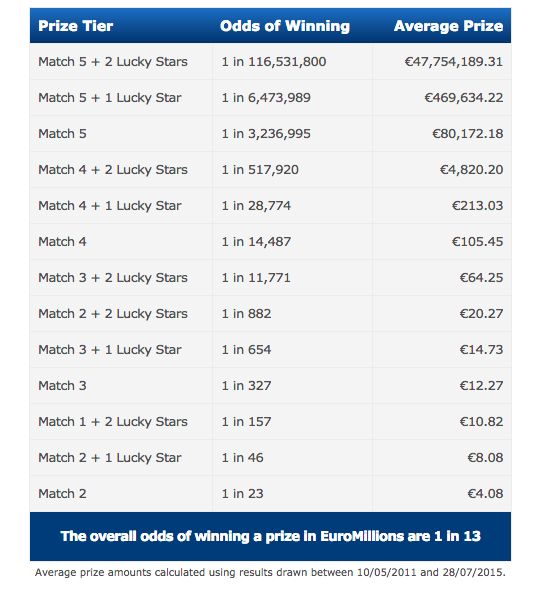 Prize Tier Odds of Winning Average Prize
Match 5 + 2 Lucky Stars 1 in 116,531,800 €47,754,189.31
Match 5 + 1 Lucky Star 1 in 6,473,989 €469,634.22
Match 5 1 in 3,236,995 €80,172.18
Match 4 + 2 Lucky Stars 1 in 517,920 €4,820.20
Match 4 + 1 Lucky Star 1 in 28,774 €213.03
Match 4 1 in 14,487 €105.45
Match 3 + 2 Lucky Stars 1 in 11,771 €64.25
Match 2 + 2 Lucky Stars 1 in 882 €20.27
Match 3 + 1 Lucky Star 1 in 654 €14.73
Match 3 1 in 327 €12.27
Match 1 + 2 Lucky Stars 1 in 157 €10.82
Match 2 + 1 Lucky Star 1 in 46 €8.08
Match 2 1 in 23 €4.08
The overall odds of winning a prize in EuroMillions are 1 in 13
Average prize amounts calculated using results drawn between 10/05/2011 and 28/07/2015.